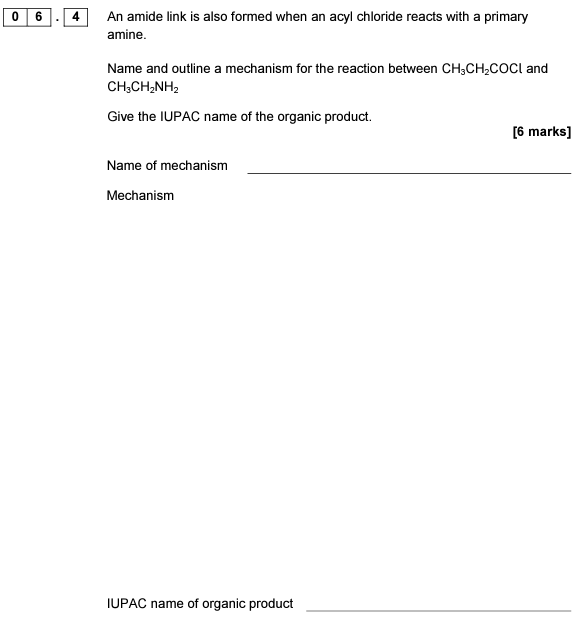 0 6 . 4 An amide link is also formed when an acyl chloride reacts with a primary
amine.
Name and outline a mechanism for the reaction between CH₃CH₂COCl and
CH₃CH₂NH₂
Give the IUPAC name of the organic product.
[6 marks]
Name of mechanism
Mechanism
IUPAC name of organic product